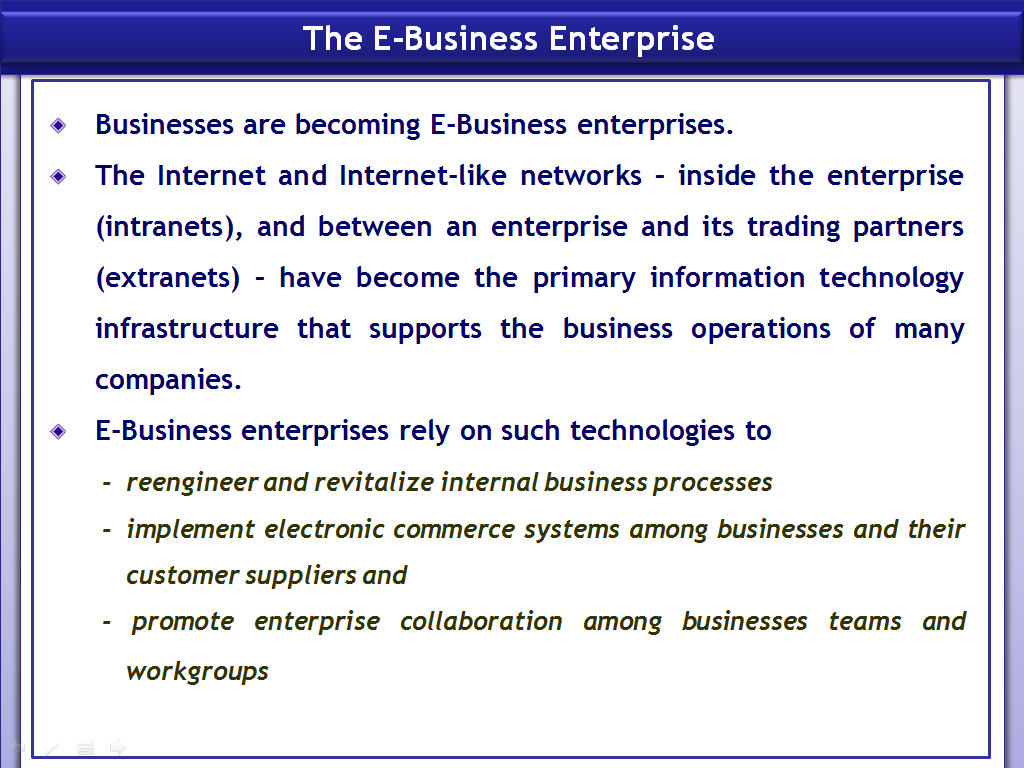 The E-Business Enterprise
Businesses are becoming E-Business enterprises.
The Internet and Internet-like networks – inside the enterprise
(intranets), and between an enterprise and its trading partners
(extranets) – have become the primary information technology
infrastructure that supports the business operations of many
companies.
E-Business enterprises rely on such technologies to
- reengineer and revitalize internal business processes
- implement electronic commerce systems among businesses and their
customer suppliers and
- promote enterprise collaboration among businesses teams and
workgroups